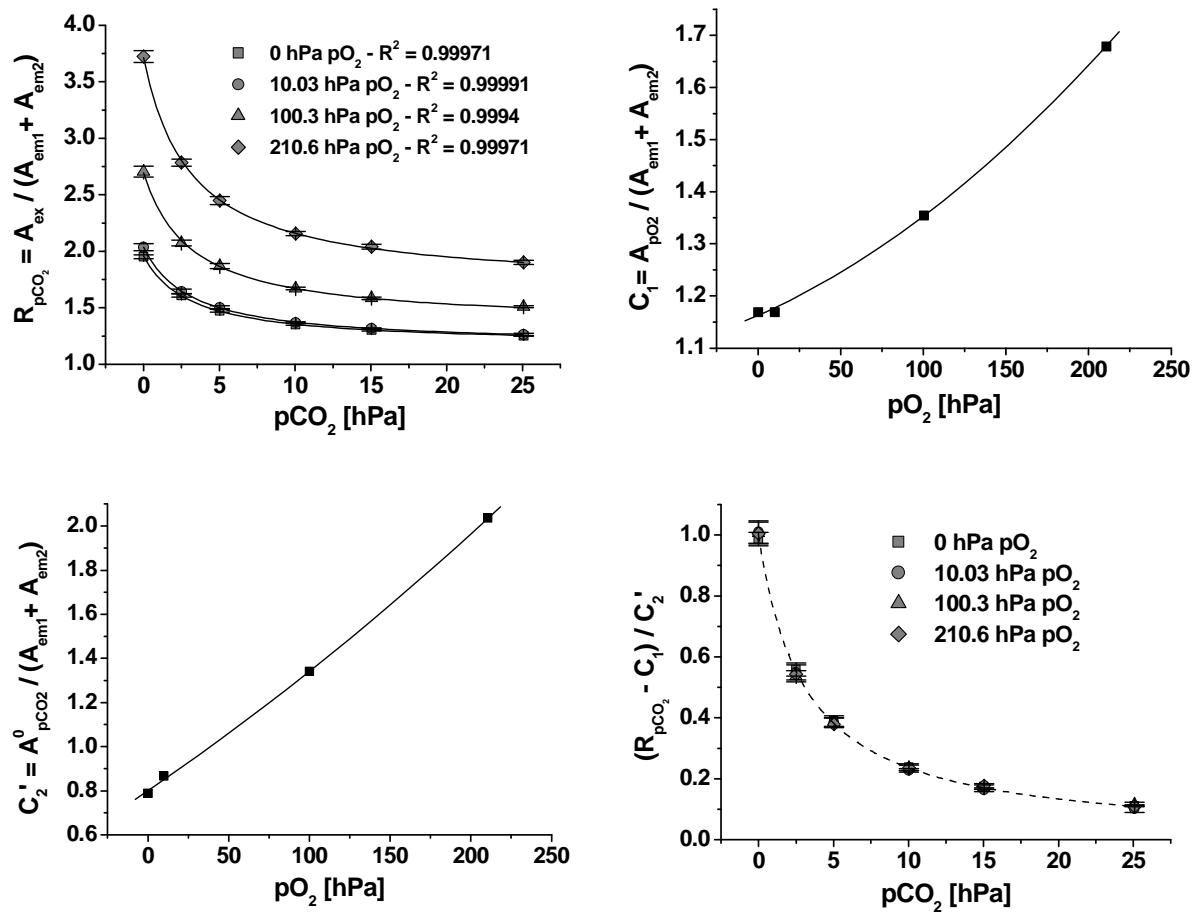 R_pCO₂ = A_ex / (A_em1 + A_em2)
4.0
3.5
3.0
2.5
2.0
1.5
1.0
0 hPa pO₂ - R² = 0.99971
10.03 hPa pO₂ - R² = 0.99991
100.3 hPa pO₂ - R² = 0.9994
210.6 hPa pO₂ - R² = 0.99971
0 5 10 15 20 25
pCO₂ [hPa]
C₁ = A_pO2 / (A_em1 + A_em2)
1.7
1.6
1.5
1.4
1.3
1.2
1.1
0 50 100 150 200 250
pO₂ [hPa]
C₂' = A⁰_pCO2 / (A_em1 + A_em2)
2.0
1.8
1.6
1.4
1.2
1.0
0.8
0.6
0 50 100 150 200 250
pO₂ [hPa]
(R_pCO₂ - C₁) / C₂'
1.0
0.8
0.6
0.4
0.2
0.0
0 hPa pO₂
10.03 hPa pO₂
100.3 hPa pO₂
210.6 hPa pO₂
0 5 10 15 20 25
pCO₂ [hPa]